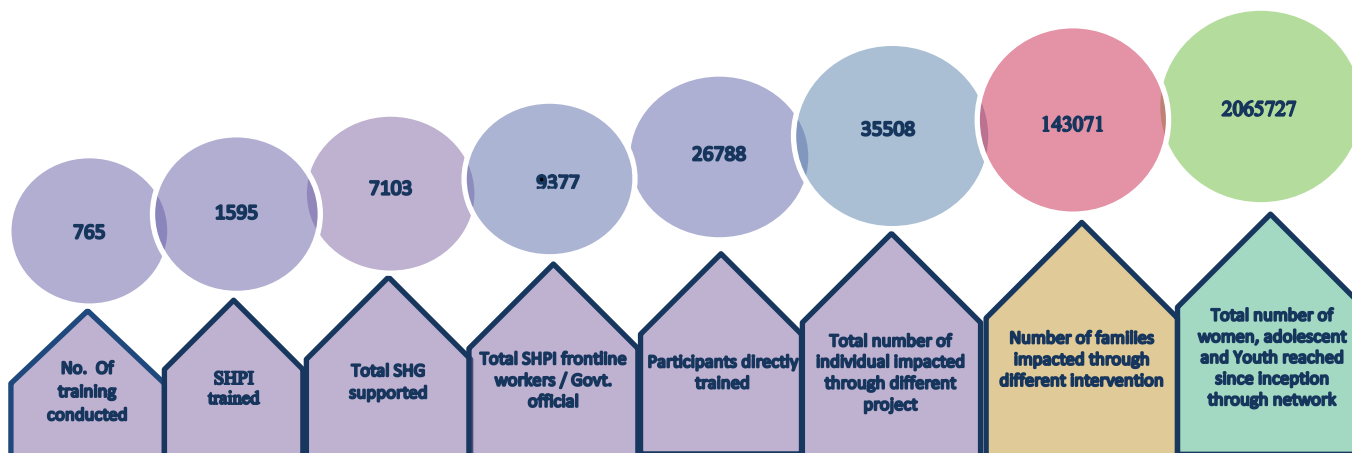 765
1595
7103
9377
26788
35508
143071
2065727
No. Of
training
conducted
SHPI
trained
Total SHG
supported
Total SHPI frontline
workers / Govt.
official
Participants directly
trained
Total number of
individual impacted
through different
project
Number of families
impacted through
different intervention
Total number of
women, adolescent
and Youth reached
since inception
through network